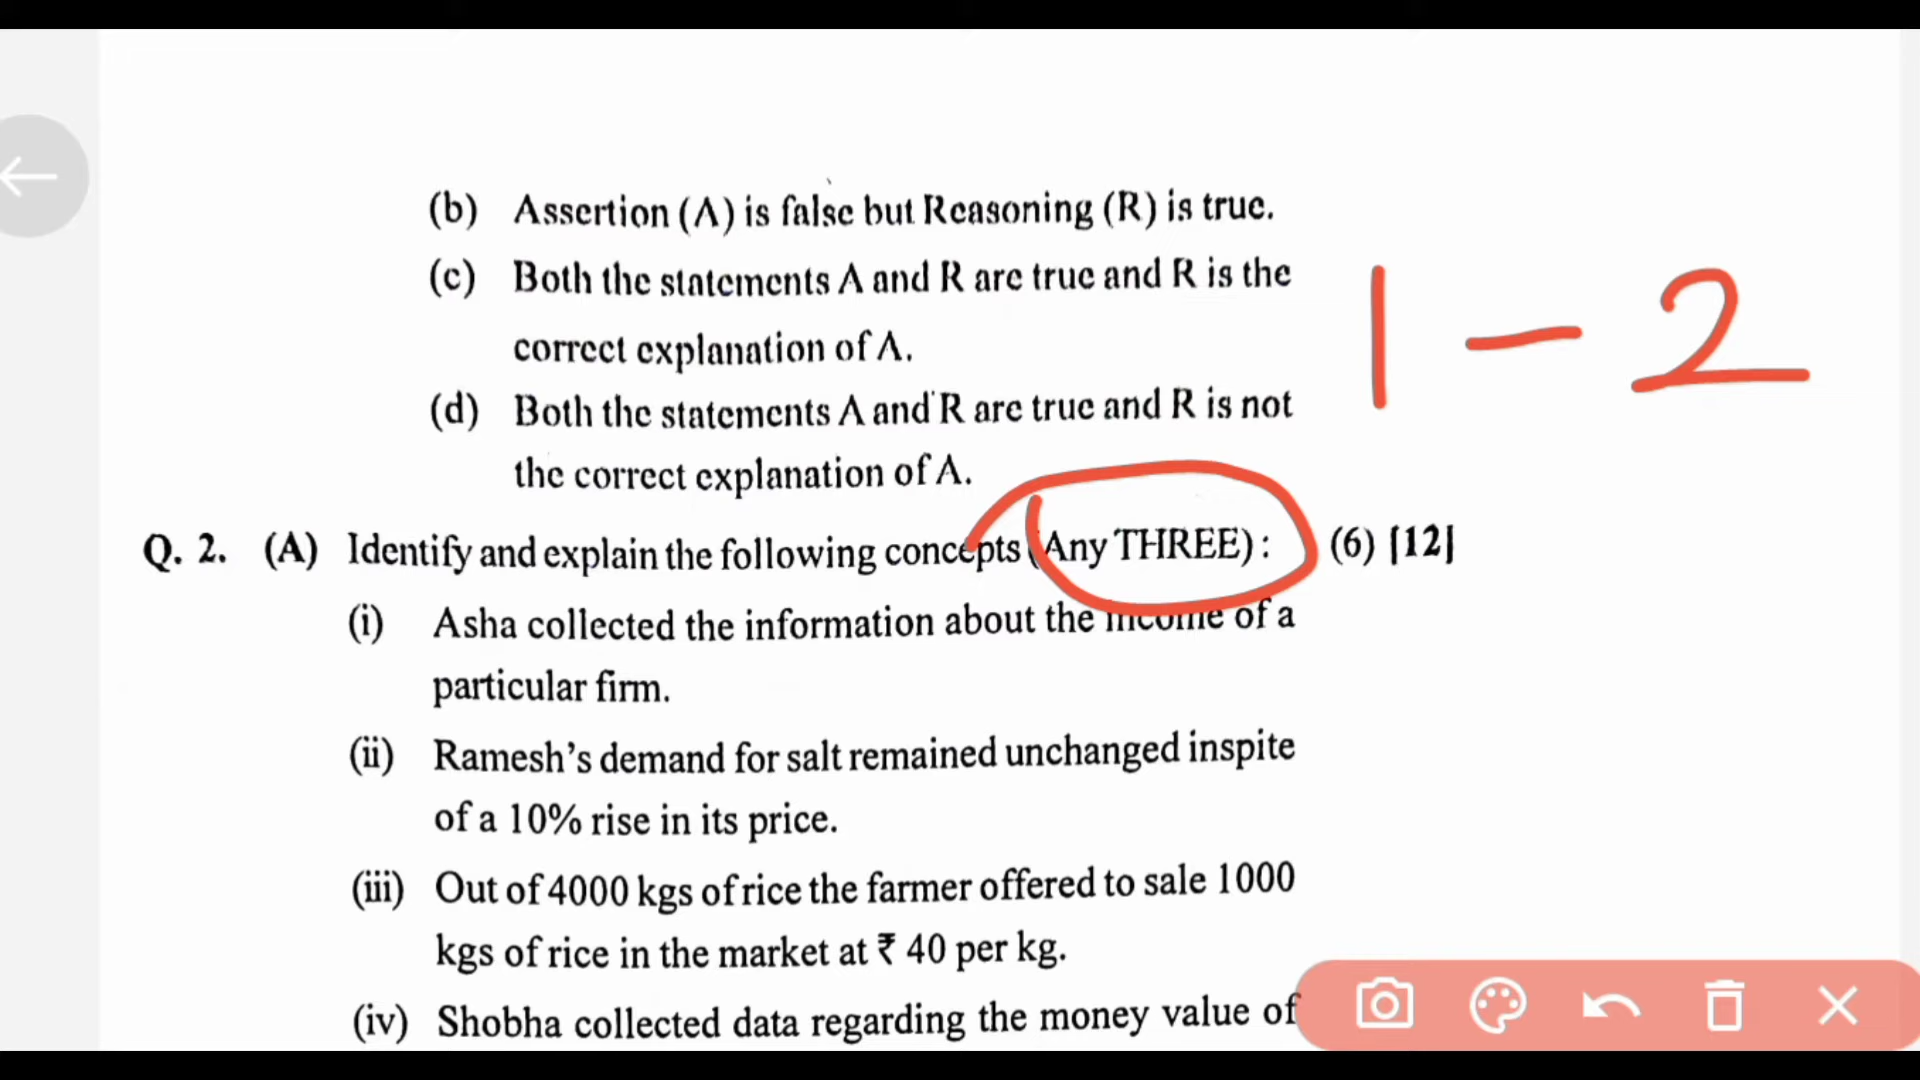 (b) Assertion (A) is false but Reasoning (R) is true.
(c) Both the statements A and R are true and R is the
correct explanation of A.
1 - 2
(d) Both the statements A and R are true and R is not
the correct explanation of A.
Q. 2. (A) Identify and explain the following concepts (Any THREE) : (6) [12]
(i) Asha collected the information about the income of a
particular firm.
(ii) Ramesh's demand for salt remained unchanged inspite
of a 10% rise in its price.
(iii) Out of 4000 kgs of rice the farmer offered to sale 1000
kgs of rice in the market at ₹ 40 per kg.
(iv) Shobha collected data regarding the money value of